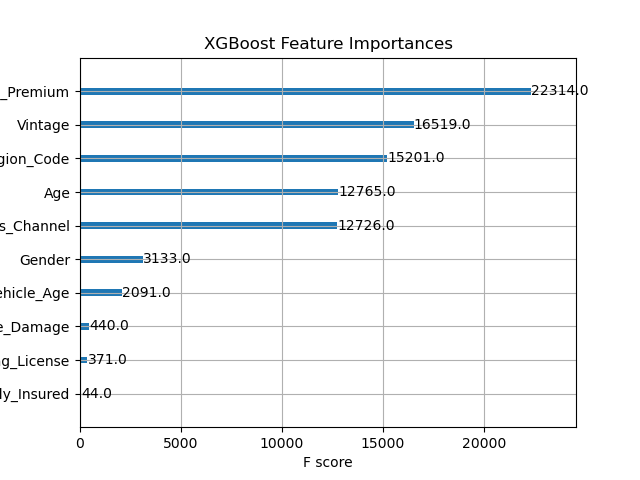 XGBoost Feature Importances
_Premium 22314.0
Vintage 16519.0
gion_Code 15201.0
Age 12765.0
s_Channel 12726.0
Gender 3133.0
ehicle_Age 2091.0
e_Damage 440.0
ng_License 371.0
ly_Insured 44.0
0 5000 10000 15000 20000
F score